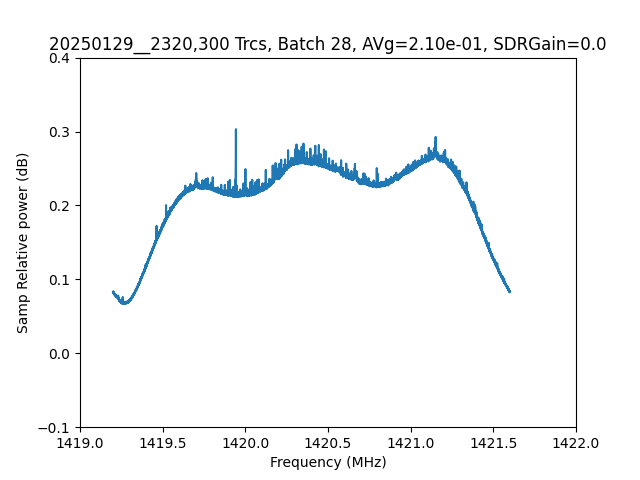 20250129__2320,300 Trcs, Batch 28, AVg=2.10e-01, SDRGain=0.0
0.4
0.3
0.2
0.1
0.0
−0.1
Samp Relative power (dB)
1419.0 1419.5 1420.0 1420.5 1421.0 1421.5 1422.0
Frequency (MHz)